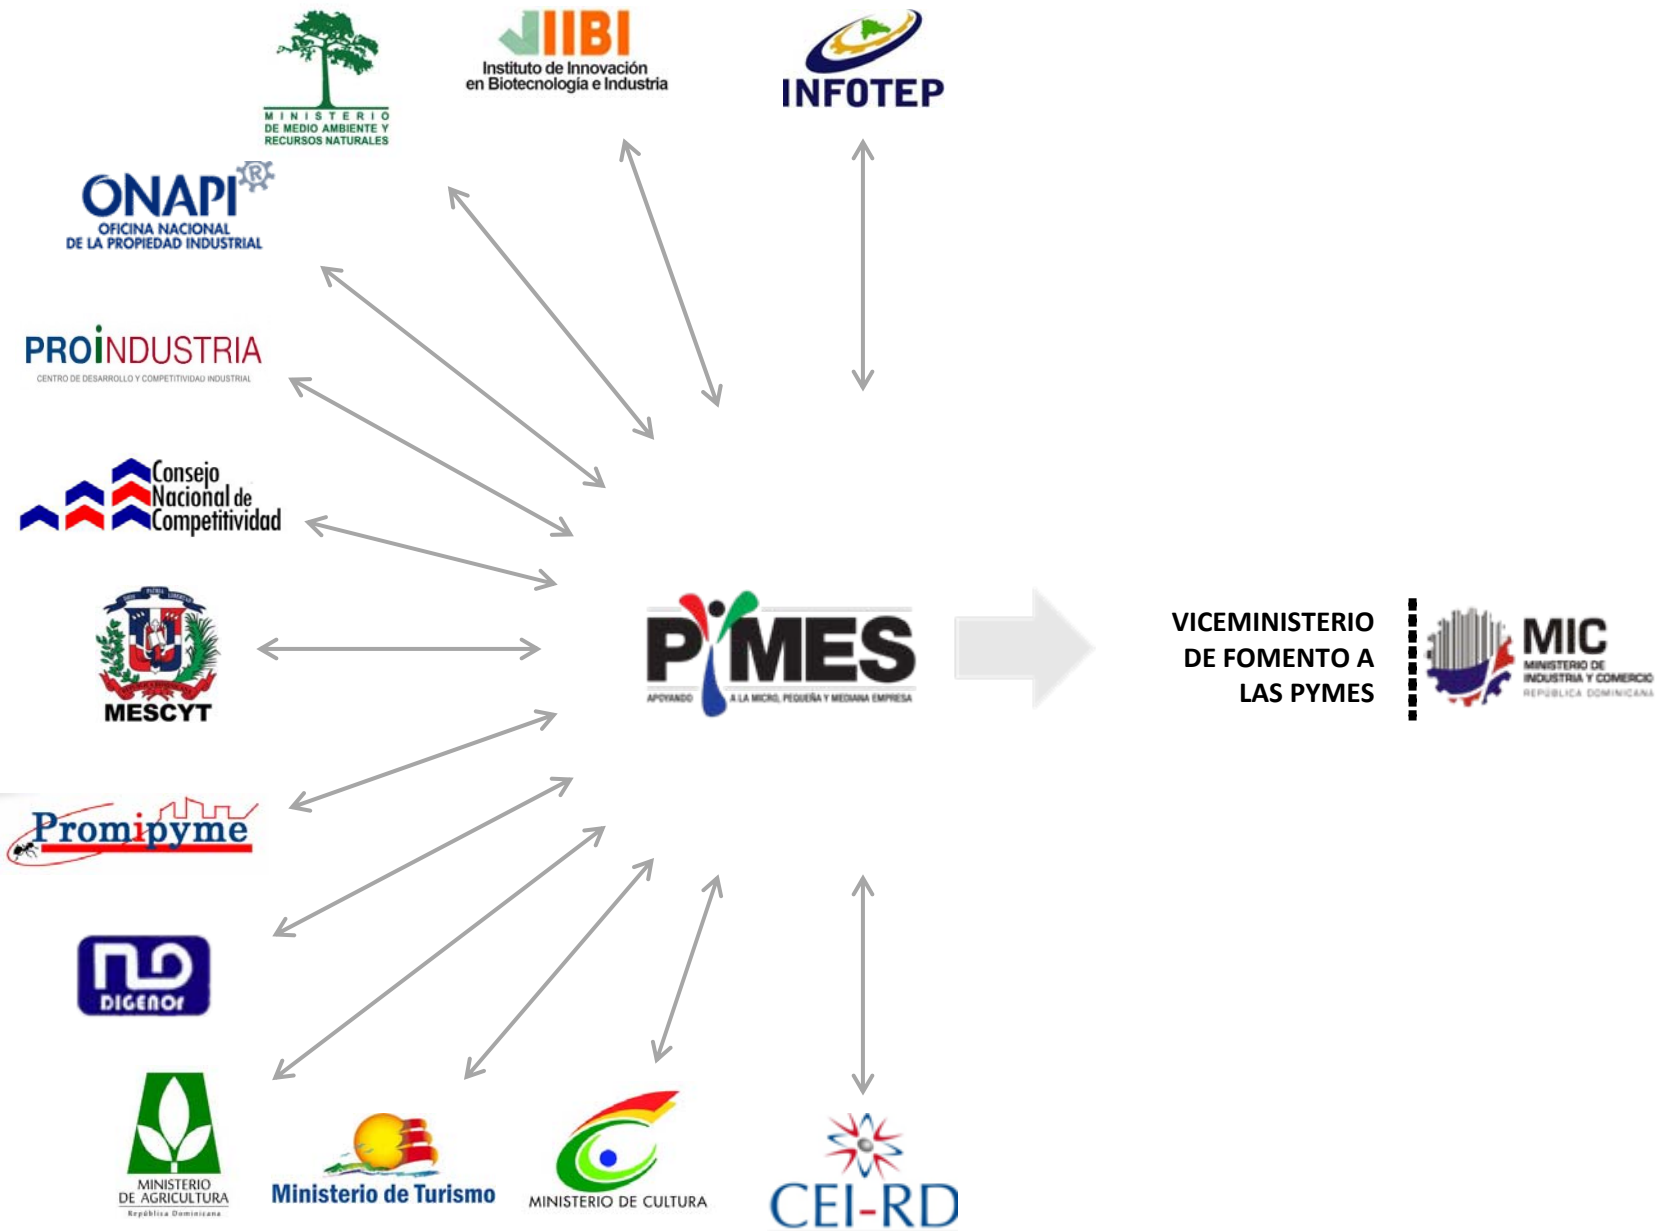 MINISTERIO
DE MEDIO AMBIENTE Y
RECURSOS NATURALES
IIBI
Instituto de Innovación
en Biotecnología e Industria
INFOTEP
ONAPI
R
OFICINA NACIONAL
DE LA PROPIEDAD INDUSTRIAL
PROiNDUSTRIA
CENTRO DE DESARROLLO Y COMPETITIVIDAD INDUSTRIAL
Consejo
Nacional de
Competitividad
MESCYT
PYMES
APOYANDO A LA MICRO, PEQUEÑA Y MEDIANA EMPRESA
VICEMINISTERIO
DE FOMENTO A
LAS PYMES
MIC
MINISTERIO DE
INDUSTRIA Y COMERCIO
REPÚBLICA DOMINICANA
Promipyme
DIGENOr
MINISTERIO
DE AGRICULTURA
República Dominicana
Ministerio de Turismo
MINISTERIO DE CULTURA
CEI-RD